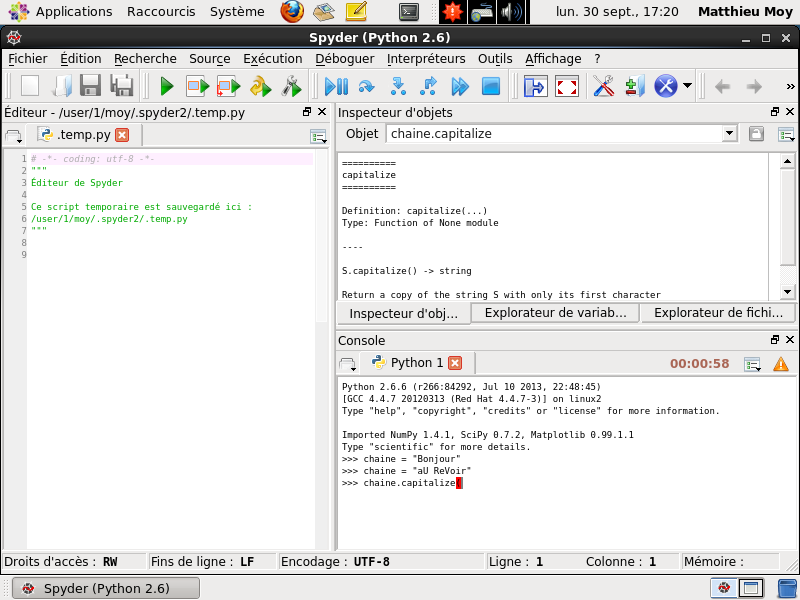 Applications Raccourcis Système lun. 30 sept., 17:20 Matthieu Moy
Spyder (Python 2.6)
Fichier Édition Recherche Source Exécution Déboguer Interpréteurs Outils Affichage ?
Éditeur - /user/1/moy/.spyder2/.temp.py
.temp.py
1 # -*- coding: utf-8 -*-
2 """
3 Éditeur de Spyder
4
5 Ce script temporaire est sauvegardé ici :
6 /user/1/moy/.spyder2/.temp.py
7 """
8
9
Inspecteur d'objets
Objet chaine.capitalize
==========
capitalize
==========
Definition: capitalize(...)
Type: Function of None module
----
S.capitalize() -> string
Return a copy of the string S with only its first character
Inspecteur d'obj... Explorateur de variab... Explorateur de fichi...
Console
Python 1 00:00:58
Python 2.6.6 (r266:84292, Jul 10 2013, 22:48:45)
[GCC 4.4.7 20120313 (Red Hat 4.4.7-3)] on linux2
Type "help", "copyright", "credits" or "license" for more information.
Imported NumPy 1.4.1, SciPy 0.7.2, Matplotlib 0.99.1.1
Type "scientific" for more details.
>>> chaine = "Bonjour"
>>> chaine = "aU ReVoir"
>>> chaine.capitalize(
Droits d'accès : RW Fins de ligne : LF Encodage : UTF-8 Ligne : 1 Colonne : 1 Mémoire :
Spyder (Python 2.6)